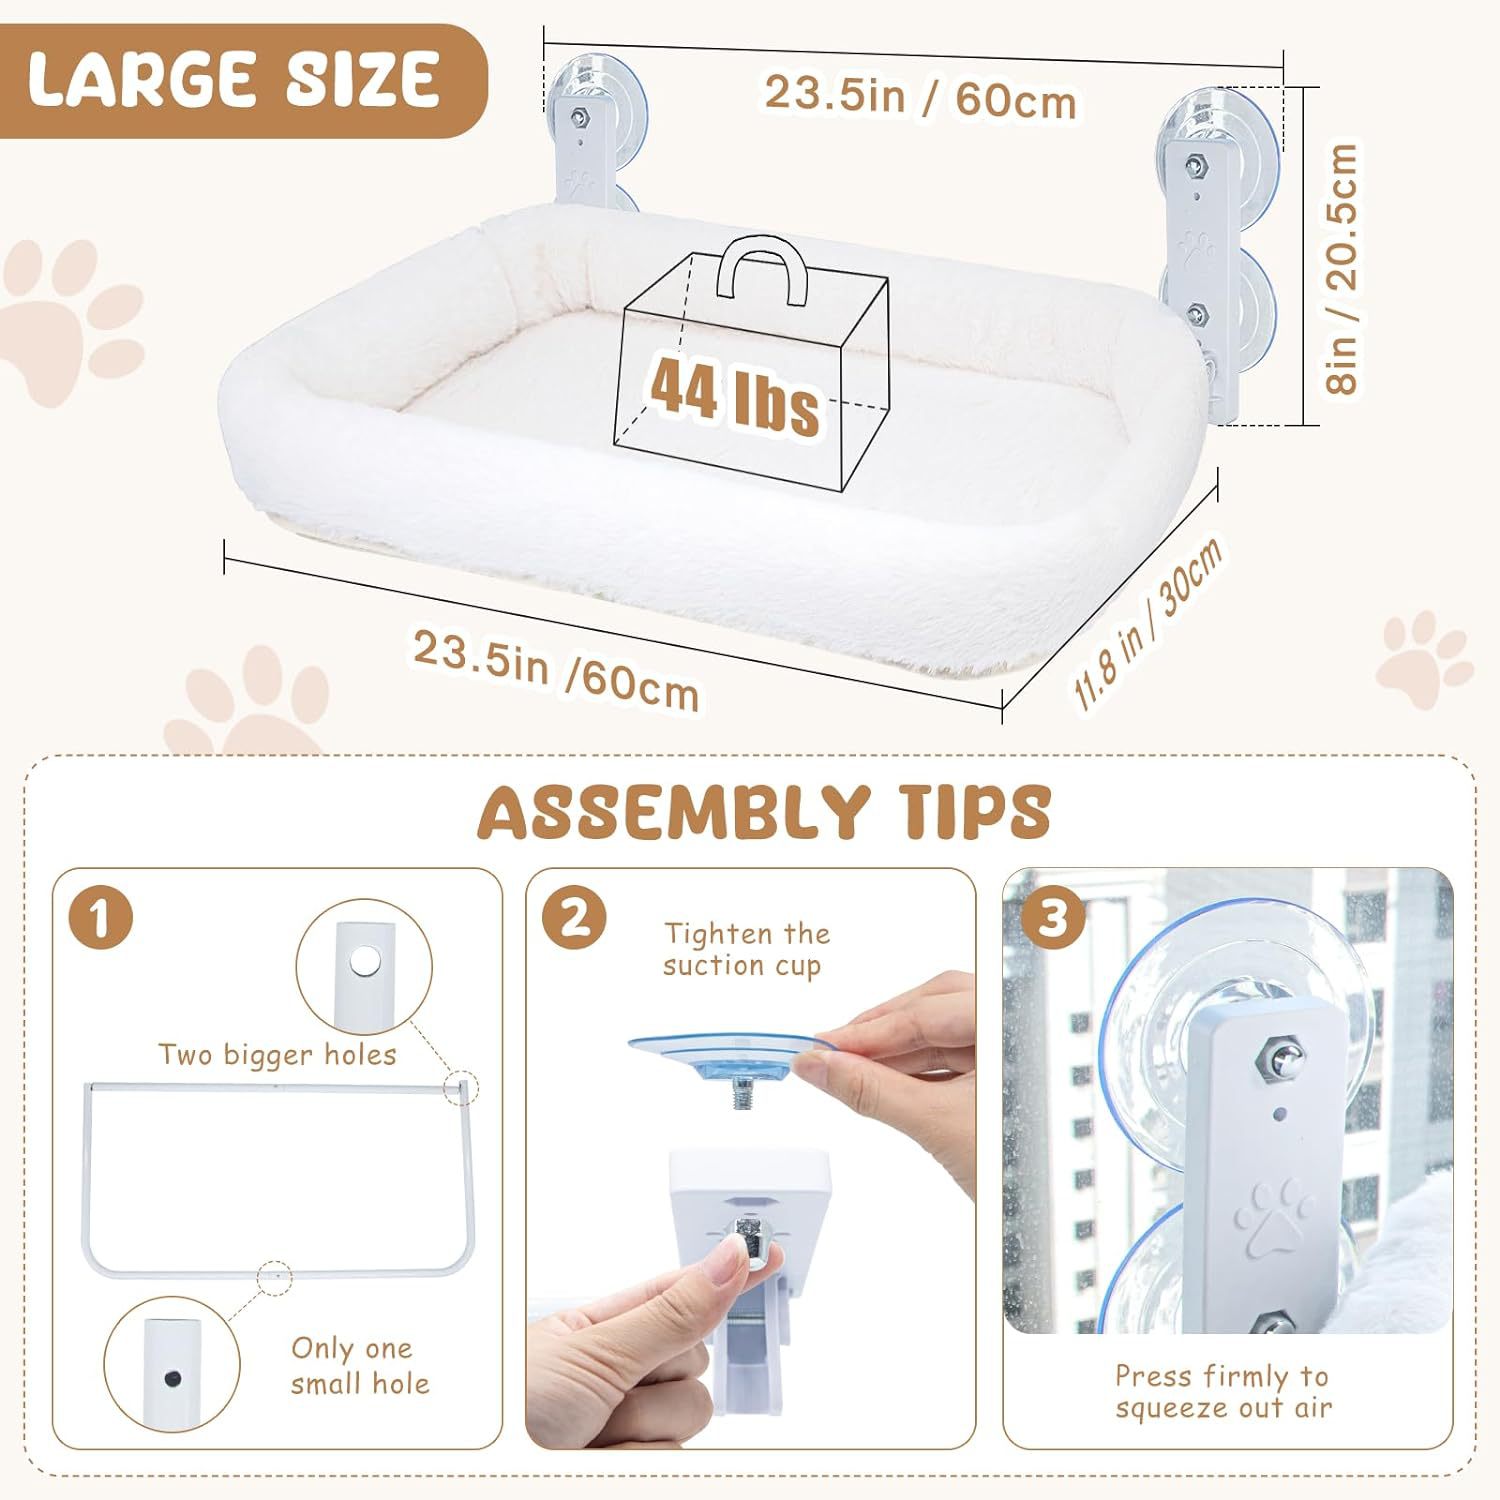 LARGE SIZE
23.5in / 60cm
8in / 20.5cm
44 lbs
11.8 in / 30cm
23.5in /60cm
ASSEMBLY TIPS
1
Two bigger holes
Only one
small hole
2
Tighten the
suction cup
3
Press firmly to
squeeze out air